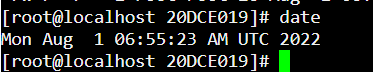 [root@localhost 20DCE019]# date
Mon Aug  1 06:55:23 AM UTC 2022
[root@localhost 20DCE019]#